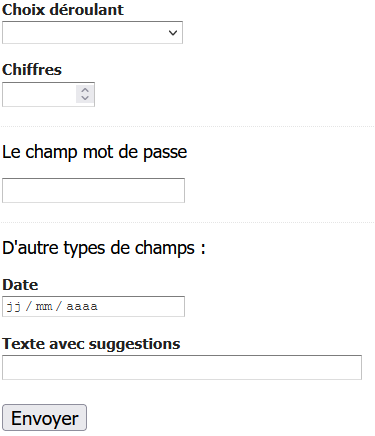 Choix déroulant
Chiffres
Le champ mot de passe
D'autre types de champs :
Date
jj / mm / aaaa
Texte avec suggestions
Envoyer